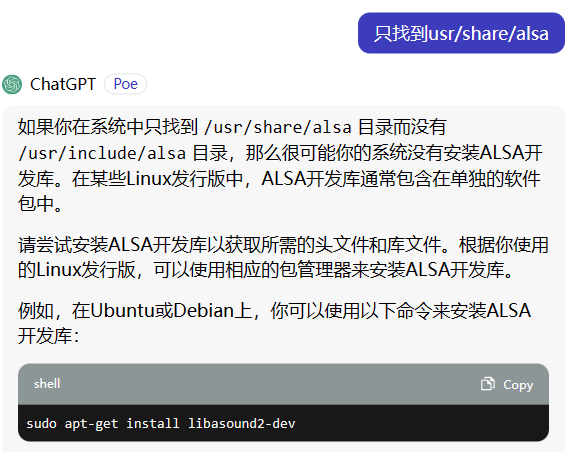 只找到usr/share/alsa
ChatGPT Poe
如果你在系统中只找到 /usr/share/alsa 目录而没有
/usr/include/alsa 目录，那么很可能你的系统没有安装ALSA开
发库。在某些Linux发行版中，ALSA开发库通常包含在单独的软件
包中。
请尝试安装ALSA开发库以获取所需的头文件和库文件。根据你使用
的Linux发行版，可以使用相应的包管理器来安装ALSA开发库。
例如，在Ubuntu或Debian上，你可以使用以下命令来安装ALSA
开发库：
shell Copy
sudo apt-get install libasound2-dev